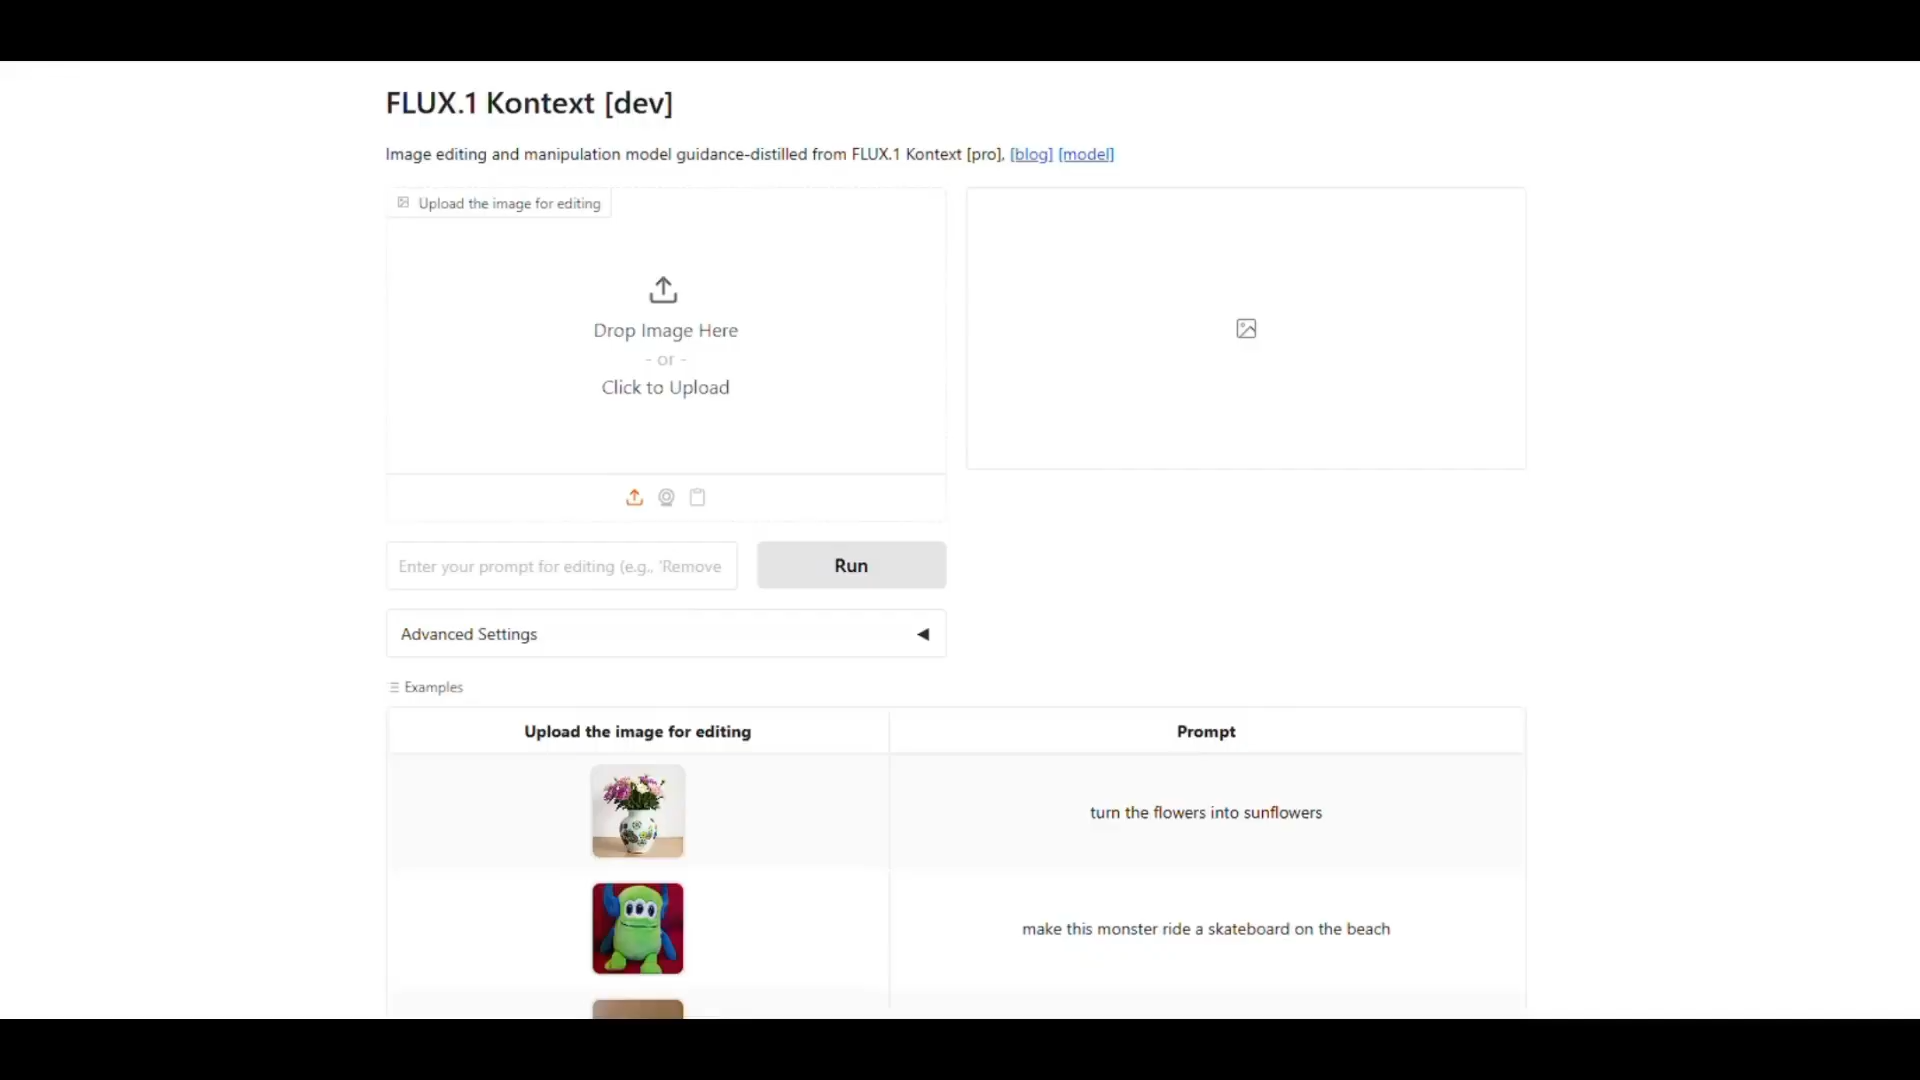 FLUX.1 Kontext [dev]
Image editing and manipulation model guidance-distilled from FLUX.1 Kontext [pro], [blog] [model]
Upload the image for editing
Drop Image Here
- or -
Click to Upload
Enter your prompt for editing (e.g., 'Remove
Run
Advanced Settings
Examples
Upload the image for editing
Prompt
turn the flowers into sunflowers
make this monster ride a skateboard on the beach